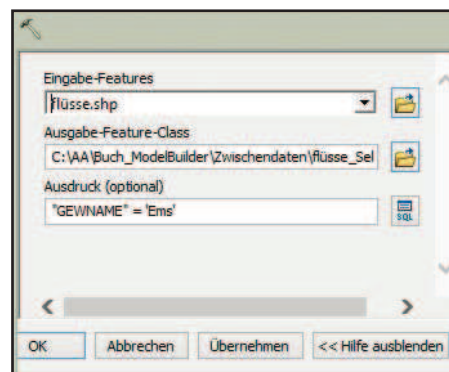 Eingabe-Features
flüsse.shp
Ausgabe-Feature-Class
C:\AA\Buch_ModelBuilder\Zwischendaten\flüsse_Sel
Ausdruck (optional)
"GEWNAME" = 'Ems'
SQL
OK Abbrechen Übernehmen << Hilfe ausblenden